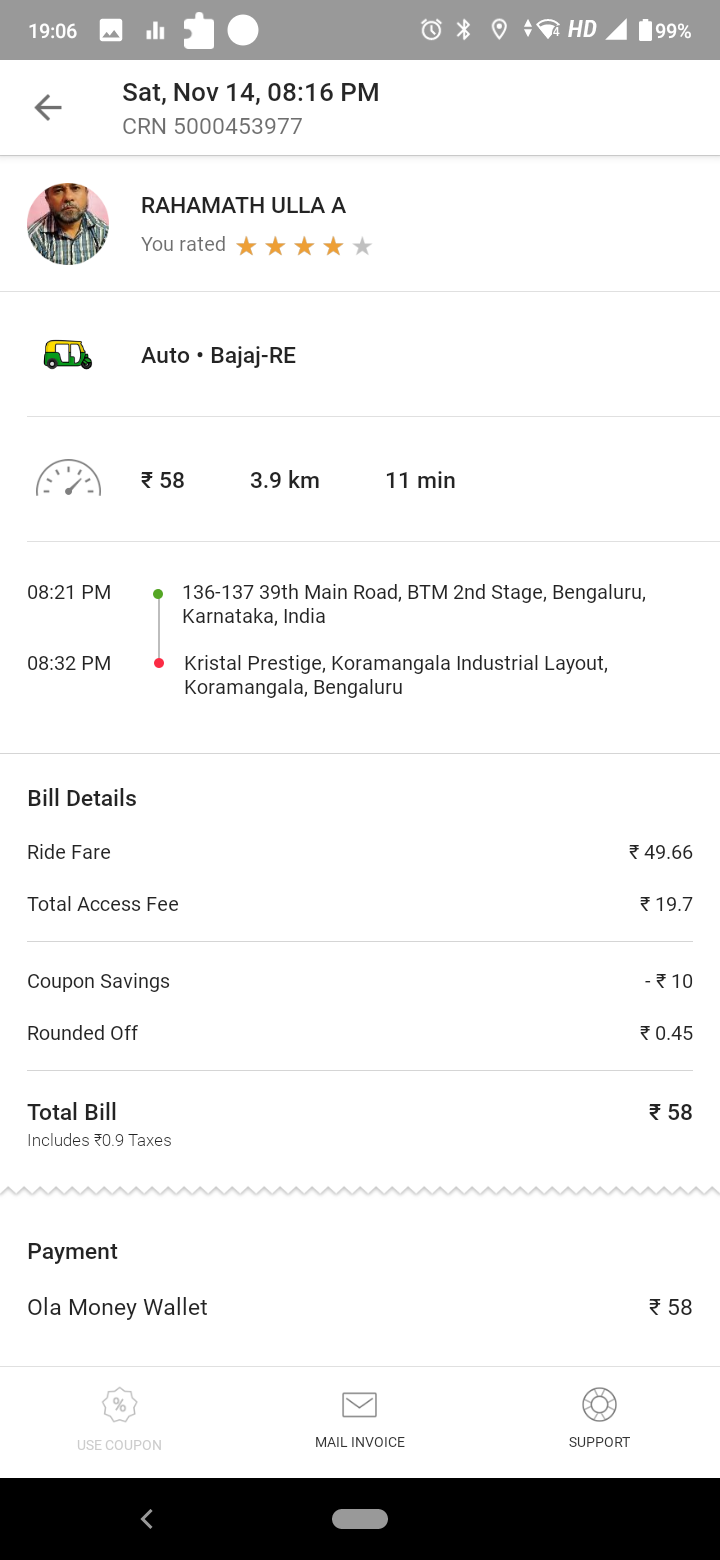 19:06 4 HD 99%
Sat, Nov 14, 08:16 PM
CRN 5000453977
RAHAMATH ULLA A
You rated
Auto • Bajaj-RE
₹ 58 3.9 km 11 min
08:21 PM 136-137 39th Main Road, BTM 2nd Stage, Bengaluru,
Karnataka, India
08:32 PM Kristal Prestige, Koramangala Industrial Layout,
Koramangala, Bengaluru
Bill Details
Ride Fare ₹ 49.66
Total Access Fee ₹ 19.7
Coupon Savings - ₹ 10
Rounded Off ₹ 0.45
Total Bill ₹ 58
Includes ₹0.9 Taxes
Payment
Ola Money Wallet ₹ 58
% 
USE COUPON MAIL INVOICE SUPPORT